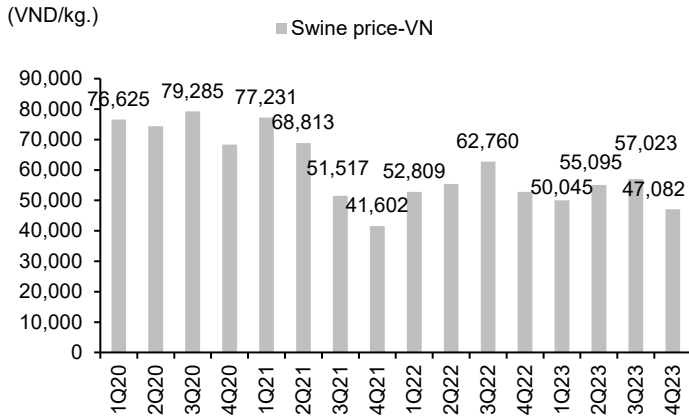 (VND/kg.)
Swine price-VN
90,000
80,000
70,000
60,000
50,000
40,000
30,000
20,000
10,000
0
76,625
79,285
77,231
68,813
51,517
41,602
52,809
62,760
50,045
55,095
57,023
47,082
1Q20
2Q20
3Q20
4Q20
1Q21
2Q21
3Q21
4Q21
1Q22
2Q22
3Q22
4Q22
1Q23
2Q23
3Q23
4Q23